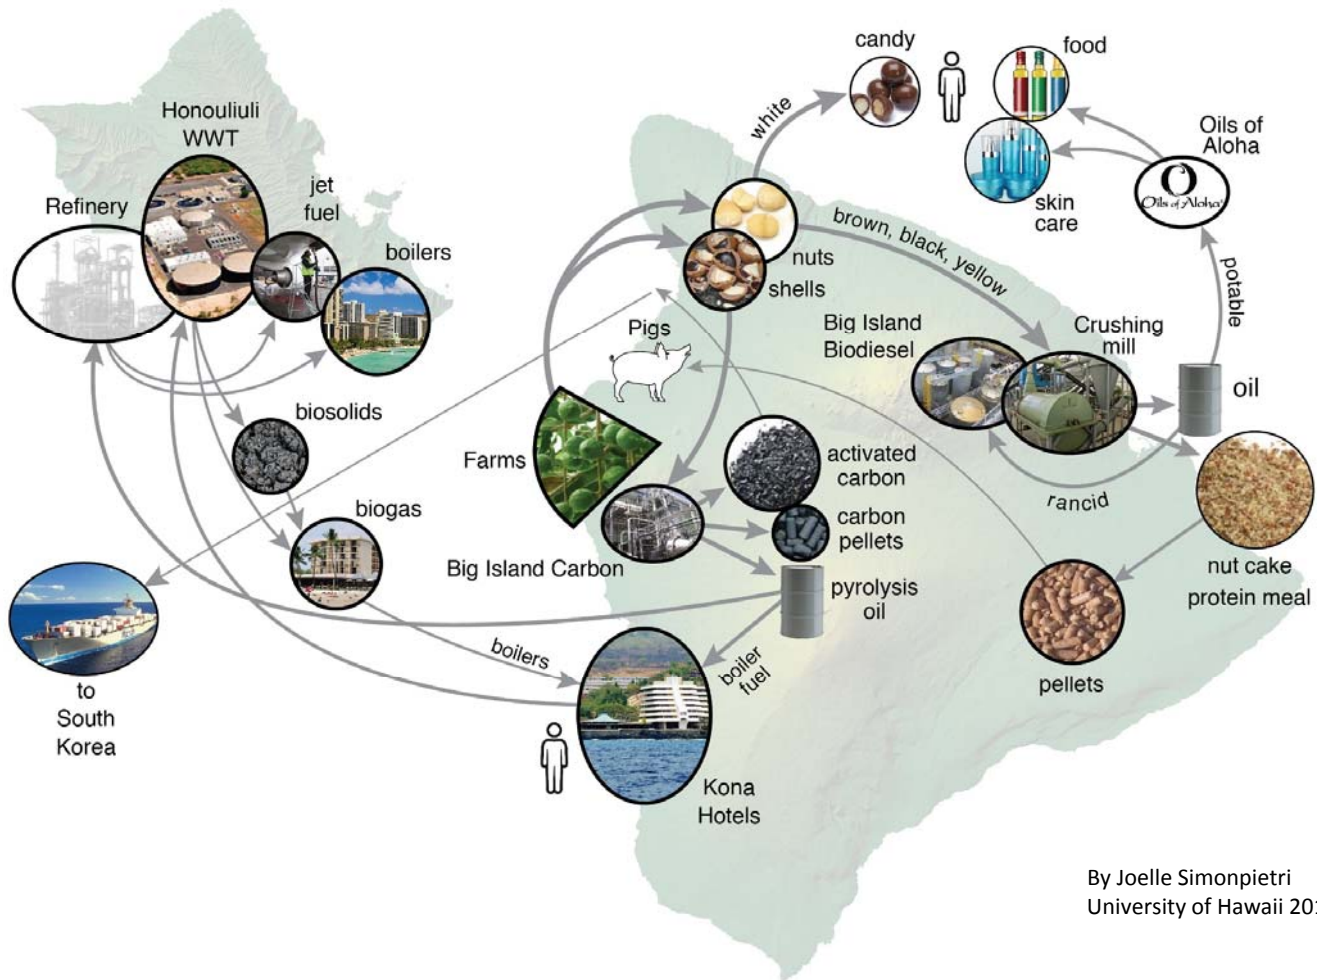 candy
food
Honouliuli
WWT
white
Oils of
Aloha
Oils of Aloha
jet
fuel
Refinery
skin
care
boilers
brown, black, yellow
nuts
shells
potable
Pigs
Big Island
Biodiesel
Crushing
mill
oil
biosolids
Farms
activated
carbon
rancid
biogas
carbon
pellets
Big Island Carbon
nut cake
protein meal
pyrolysis
oil
boilers
boiler
fuel
pellets
to
South
Korea
Kona
Hotels
By Joelle Simonpietri
University of Hawaii